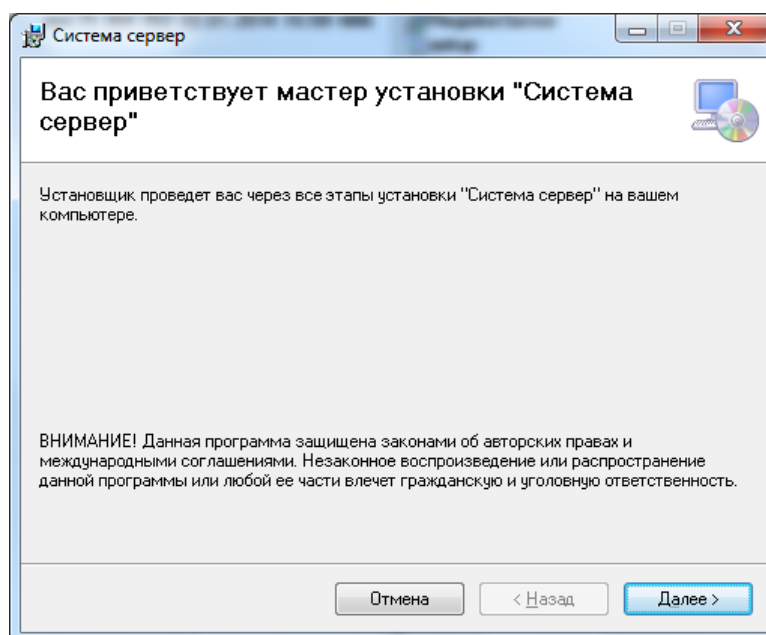 Система сервер
Вас приветствует мастер установки "Система
сервер"
Установщик проведет вас через все этапы установки "Система сервер" на вашем
компьютере.
ВНИМАНИЕ! Данная программа защищена законами об авторских правах и
международными соглашениями. Незаконное воспроизведение или распространение
данной программы или любой ее части влечет гражданскую и уголовную ответственность.
Отмена
< Назад
Далее >